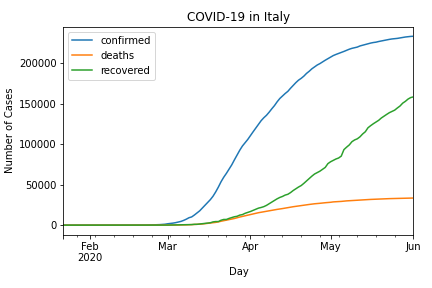 COVID-19 in Italy
confirmed
deaths
recovered
Number of Cases
200000
150000
100000
50000
0
Feb
2020
Mar
Apr
May
Jun
Day